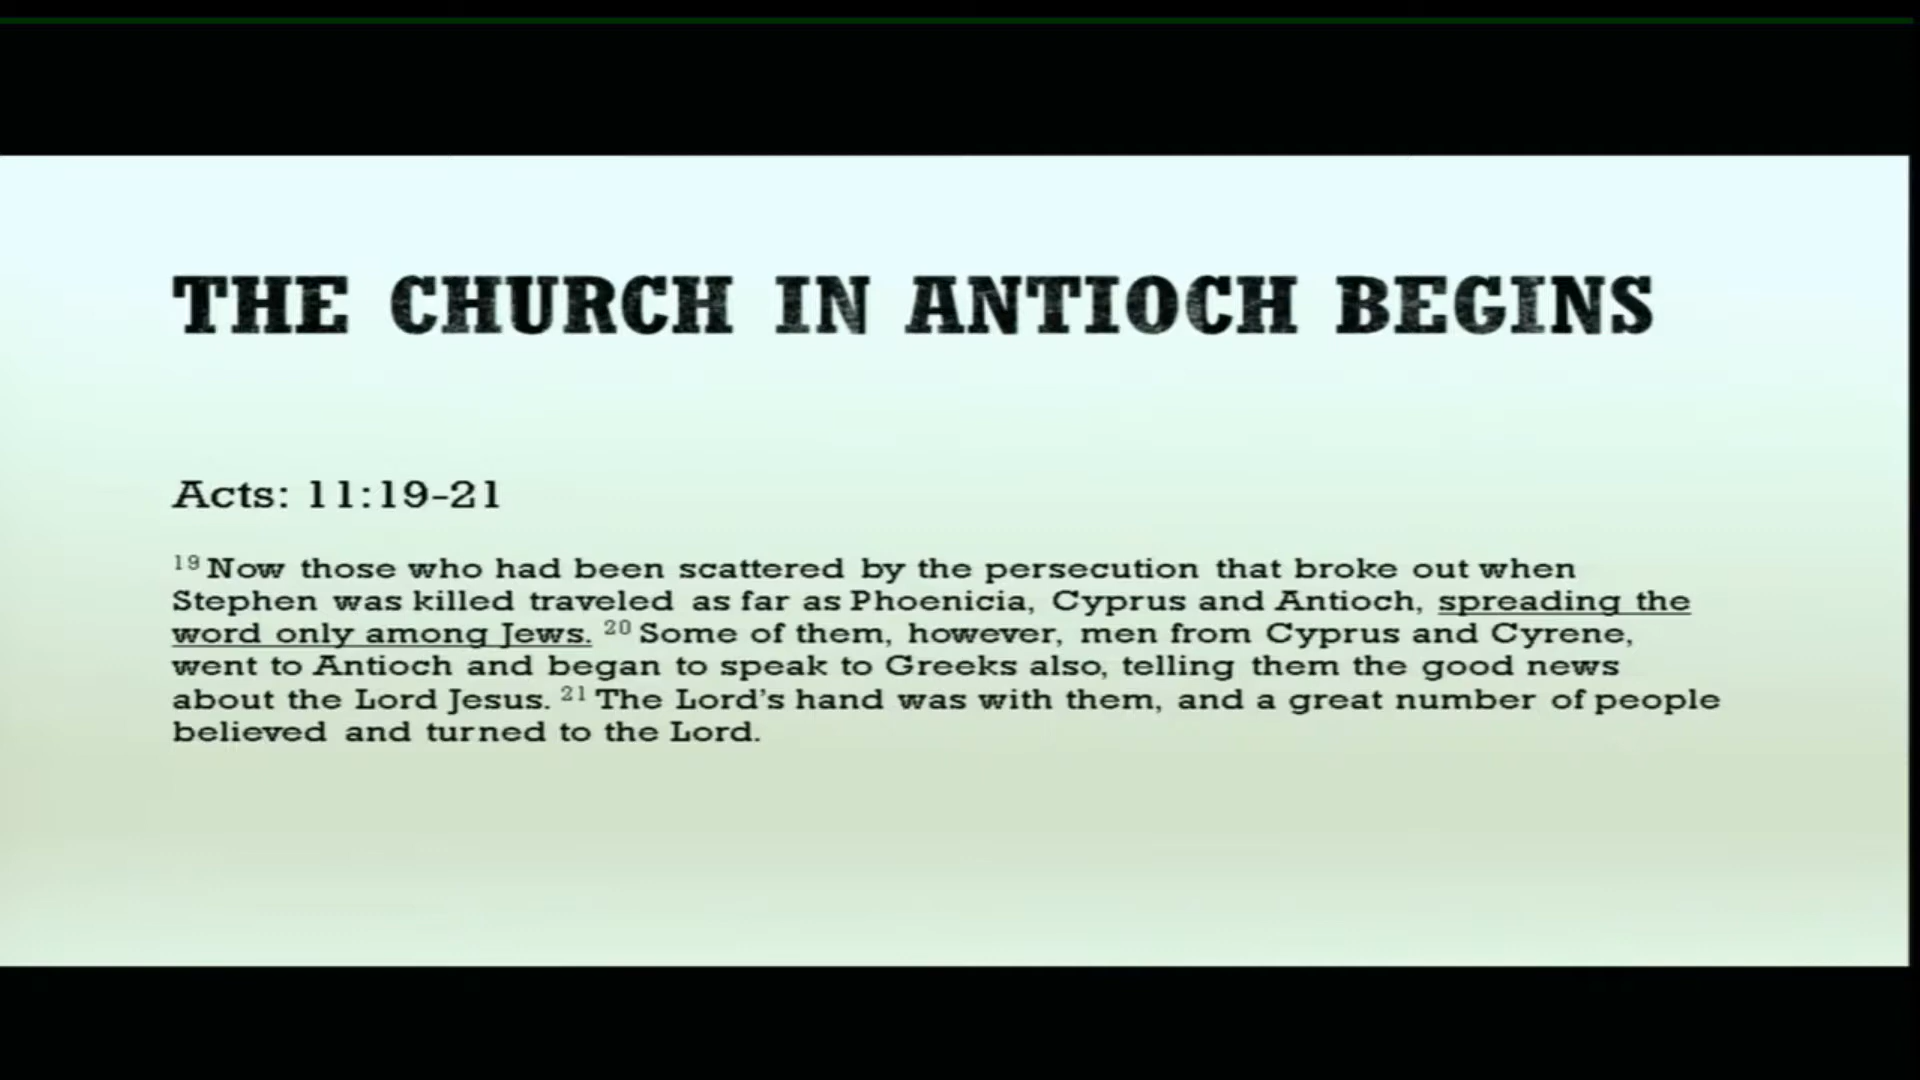 THE CHURCH IN ANTIOCH BEGINS
Acts: 11:19-21
19 Now those who had been scattered by the persecution that broke out when
Stephen was killed traveled as far as Phoenicia, Cyprus and Antioch, spreading the
word only among Jews. 20 Some of them, however, men from Cyprus and Cyrene,
went to Antioch and began to speak to Greeks also, telling them the good news
about the Lord Jesus. 21 The Lord’s hand was with them, and a great number of people
believed and turned to the Lord.